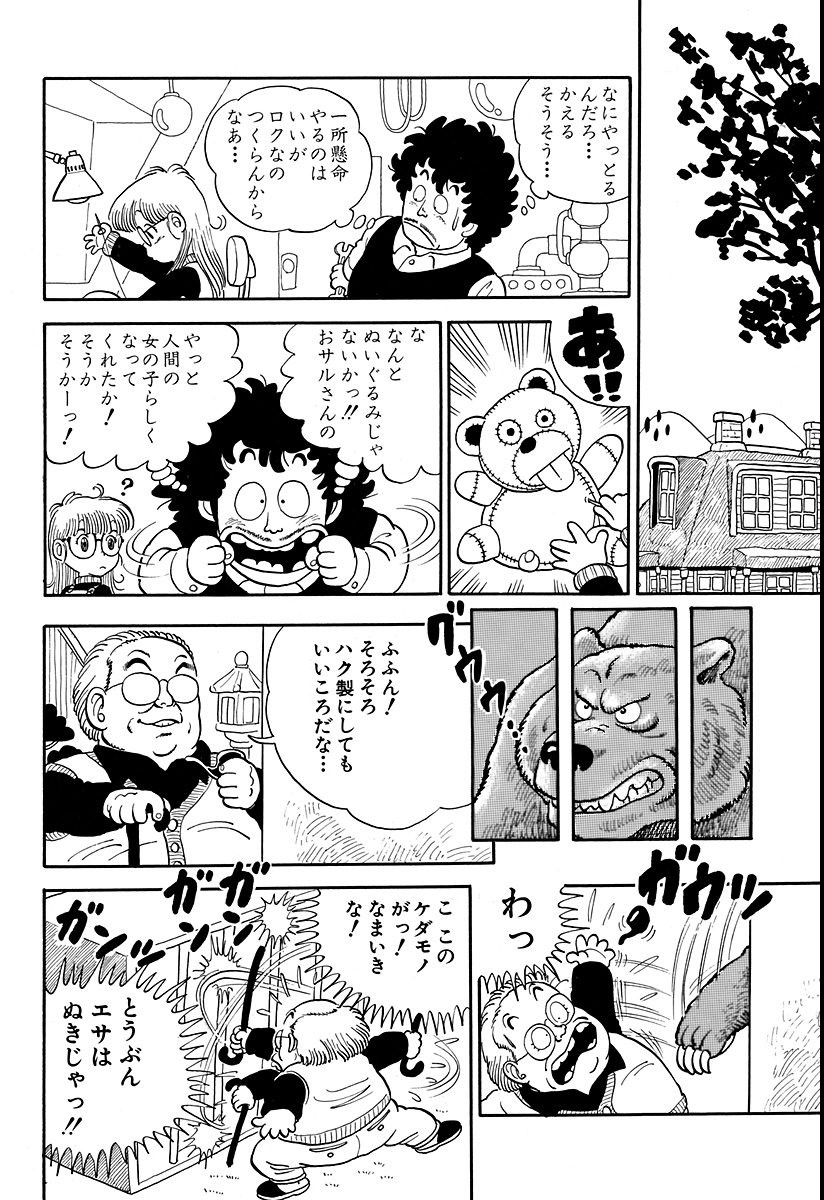 なにやっとる
んだろ…
かえる
そうそう…
一所懸命
やるのは
いいが
ロクなの
つくらんから
なあ…
あ!!
な
なんと
ぬいぐるみじゃ
ないかっ!!
おサルさんの
やっと
人間の
女の子らしく
なって
くれたか!
そうか
そうかーっ!
?
グウウウ…
ふふん!
そろそろ
ハク製にしても
いいころだな…
ガウッ
わっ
こ この
ケダモノ
がっ!
なまいき
な!
ガン
ガン
ガンッ
とうぶん
エサは
ぬきじゃっ!!